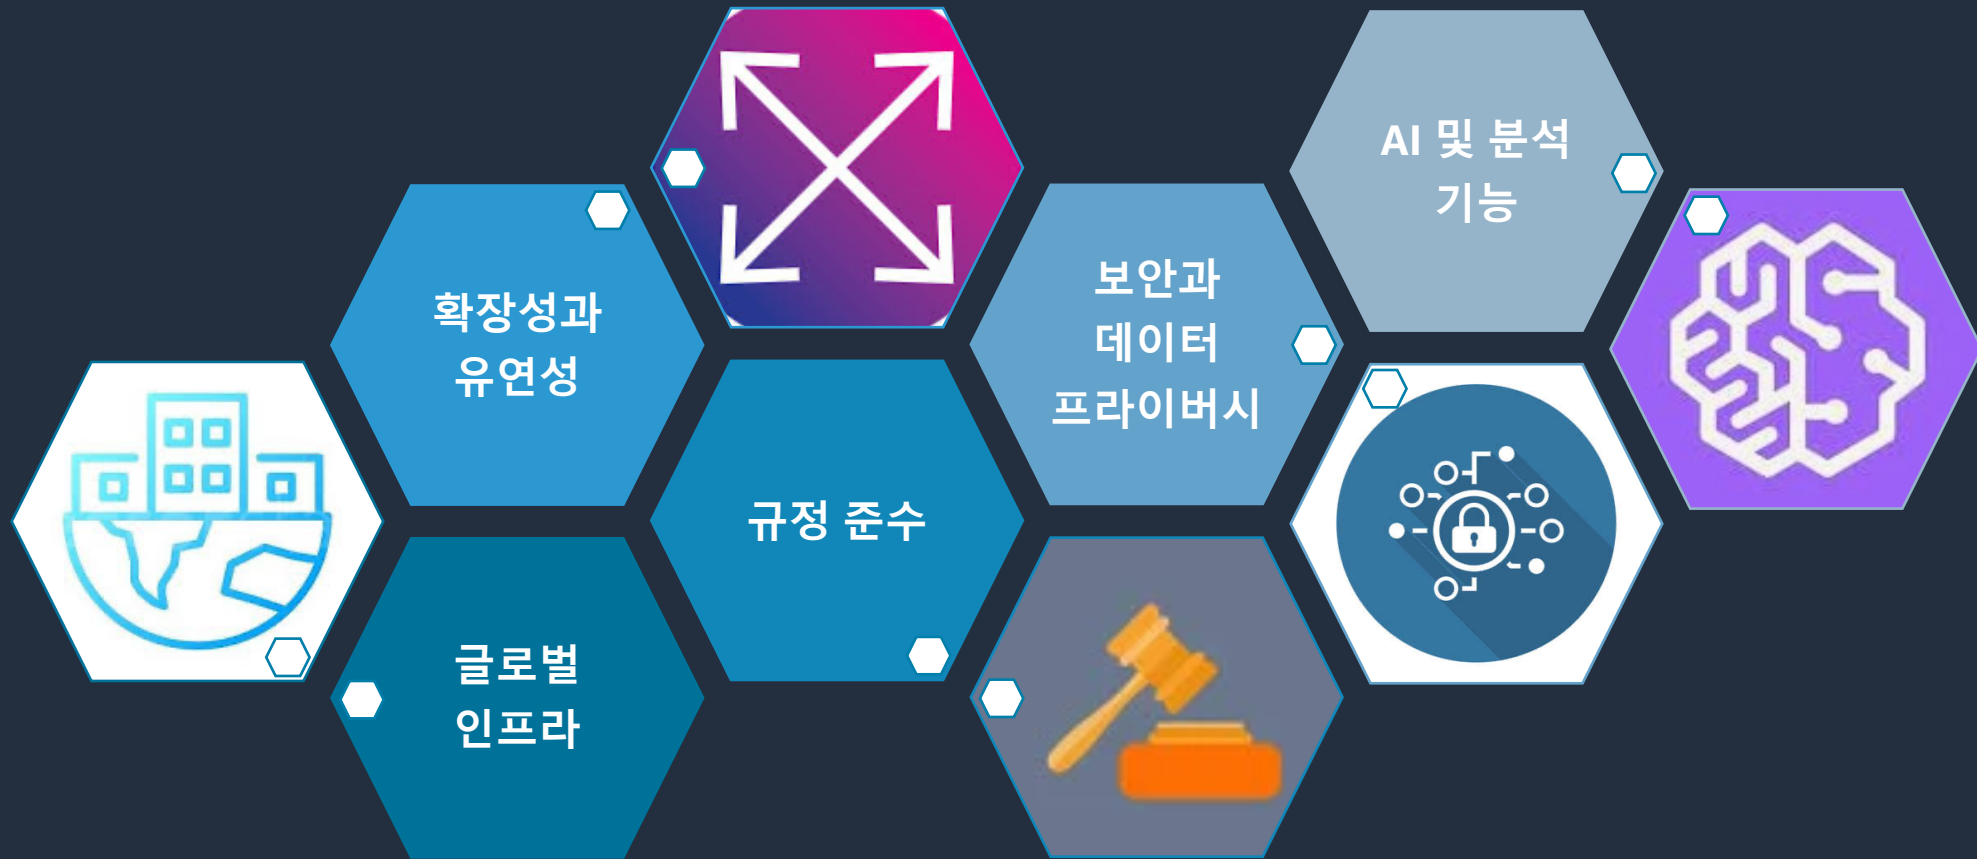 확장성과
유연성
글로벌
인프라
규정 준수
보안과
데이터
프라이버시
AI 및 분석
기능